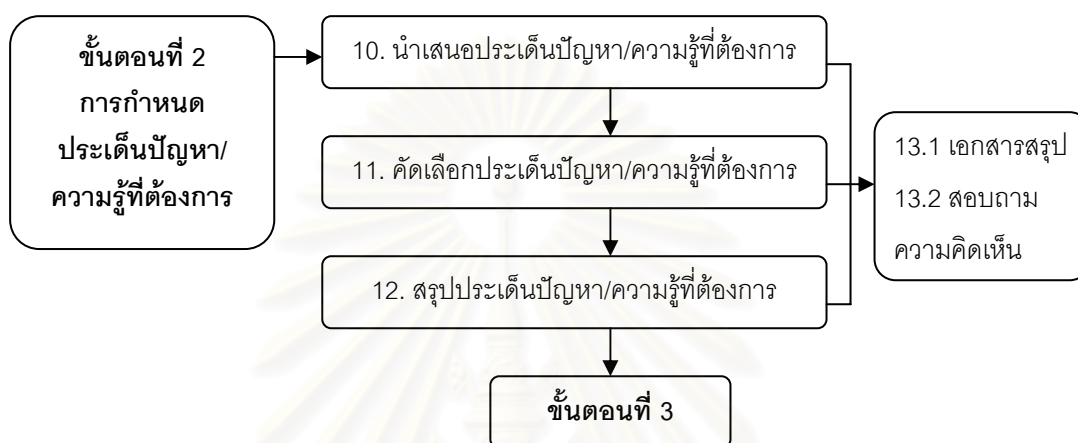 ขั้นตอนที่ 2
การกำหนด
ประเด็นปัญหา/
ความรู้ที่ต้องการ
10. นำเสนอประเด็นปัญหา/ความรู้ที่ต้องการ
11. คัดเลือกประเด็นปัญหา/ความรู้ที่ต้องการ
12. สรุปประเด็นปัญหา/ความรู้ที่ต้องการ
13.1 เอกสารสรุป
13.2 สอบถาม
ความคิดเห็น
ขั้นตอนที่ 3